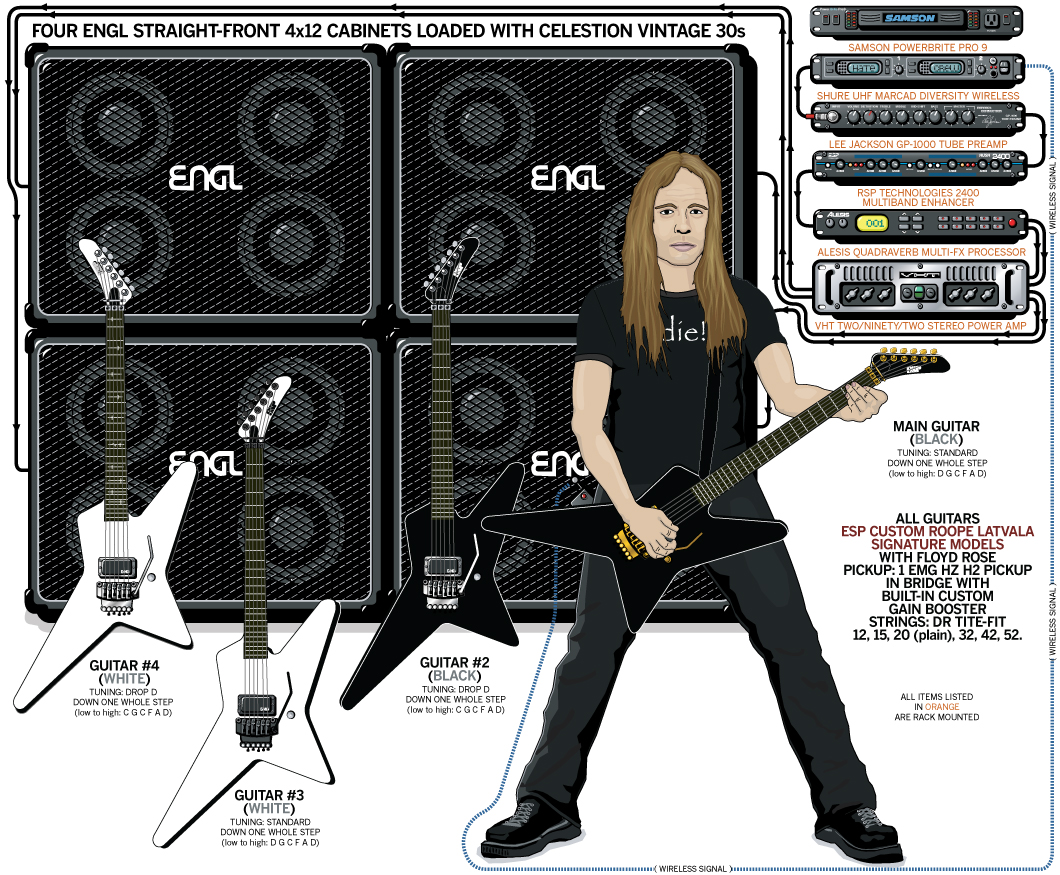 FOUR ENGL STRAIGHT-FRONT 4x12 CABINETS LOADED WITH CELESTION VINTAGE 30s
ENGL
ENGL
ENGL
ENGL
die!
SAMSON
SAMSON POWERBRITE PRO 9
HATE
CREW
SHURE UHF MARCAD DIVERSITY WIRELESS
LEE JACKSON GP-1000 TUBE PREAMP
2400
RSP TECHNOLOGIES 2400
MULTIBAND ENHANCER
ALESIS
001
ALESIS QUADRAVERB MULTI-FX PROCESSOR
VHT
VHT TWO/NINETY/TWO STEREO POWER AMP
( WIRELESS SIGNAL )
MAIN GUITAR
(BLACK)
TUNING: STANDARD
DOWN ONE WHOLE STEP
(low to high: D G C F A D)
ALL GUITARS
ESP CUSTOM ROOPE LATVALA
SIGNATURE MODELS
WITH FLOYD ROSE
PICKUP: 1 EMG HZ H2 PICKUP
IN BRIDGE WITH
BUILT-IN CUSTOM
GAIN BOOSTER
STRINGS: DR TITE-FIT
12, 15, 20 (plain), 32, 42, 52.
( WIRELESS SIGNAL )
ALL ITEMS LISTED
IN ORANGE
ARE RACK MOUNTED
GUITAR #4
(WHITE)
TUNING: DROP D
DOWN ONE WHOLE STEP
(low to high: C G C F A D)
GUITAR #2
(BLACK)
TUNING: DROP D
DOWN ONE WHOLE STEP
(low to high: C G C F A D)
GUITAR #3
(WHITE)
TUNING: STANDARD
DOWN ONE WHOLE STEP
(low to high: D G C F A D)
( WIRELESS SIGNAL )